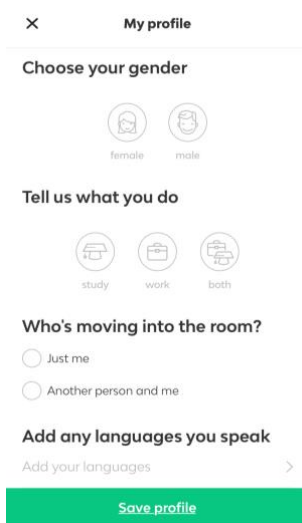 My profile
Choose your gender
female male
Tell us what you do
study work both
Who's moving into the room?
Just me
Another person and me
Add any languages you speak
Add your languages
Save profile